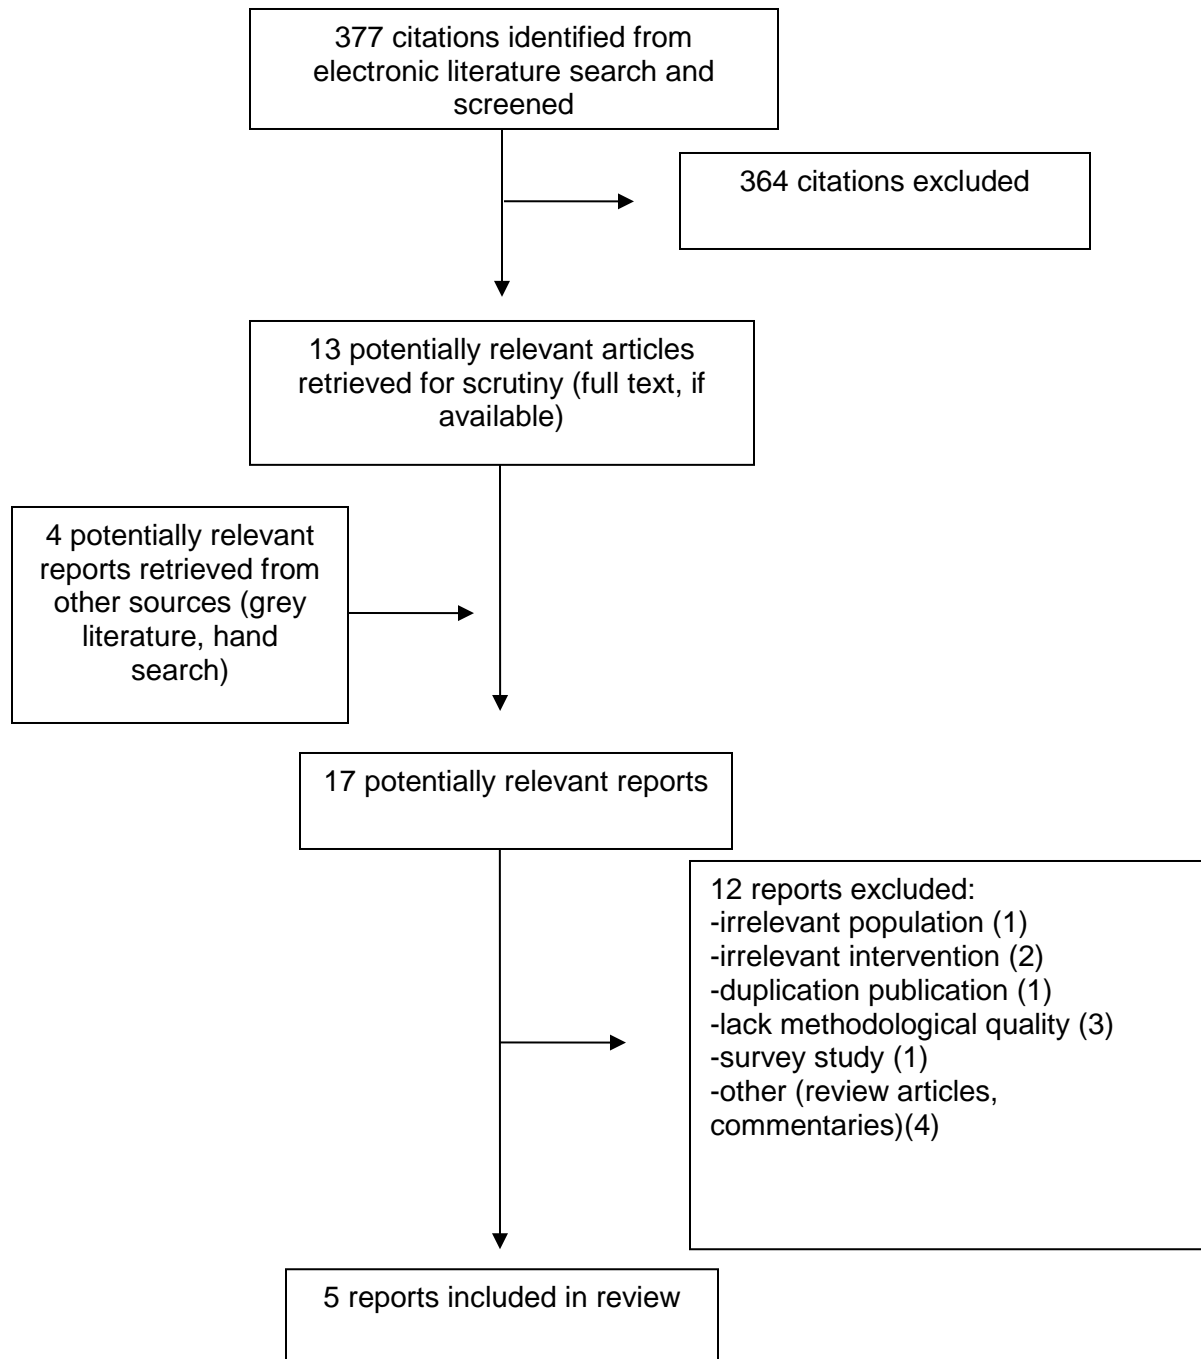 377 citations identified from
electronic literature search and
screened
364 citations excluded
13 potentially relevant articles
retrieved for scrutiny (full text, if
available)
4 potentially relevant
reports retrieved from
other sources (grey
literature, hand
search)
17 potentially relevant reports
12 reports excluded:
-irrelevant population (1)
-irrelevant intervention (2)
-duplication publication (1)
-lack methodological quality (3)
-survey study (1)
-other (review articles,
commentaries)(4)
5 reports included in review